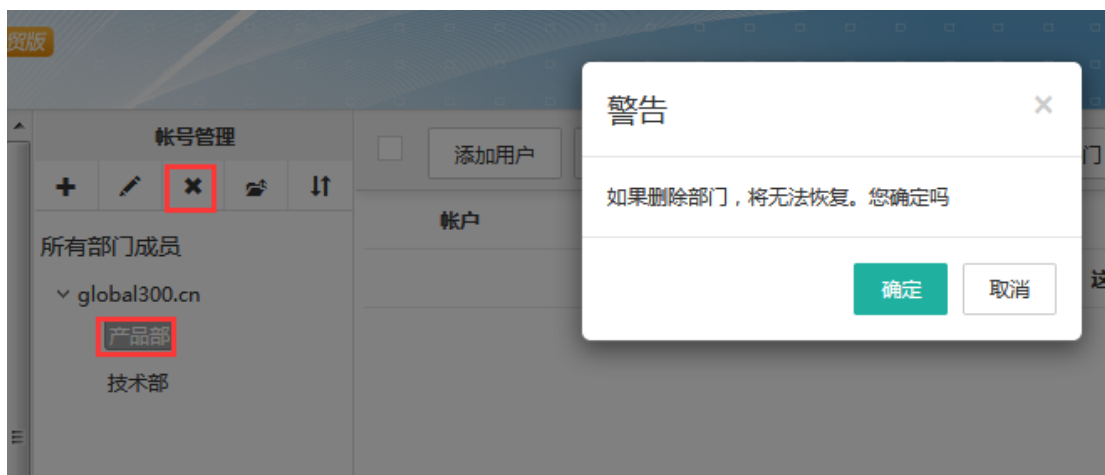 贸版
帐号管理
添加用户
门
所有部门成员
global300.cn
产品部
技术部
帐户
这
警告
×
如果删除部门，将无法恢复。您确定吗
确定
取消